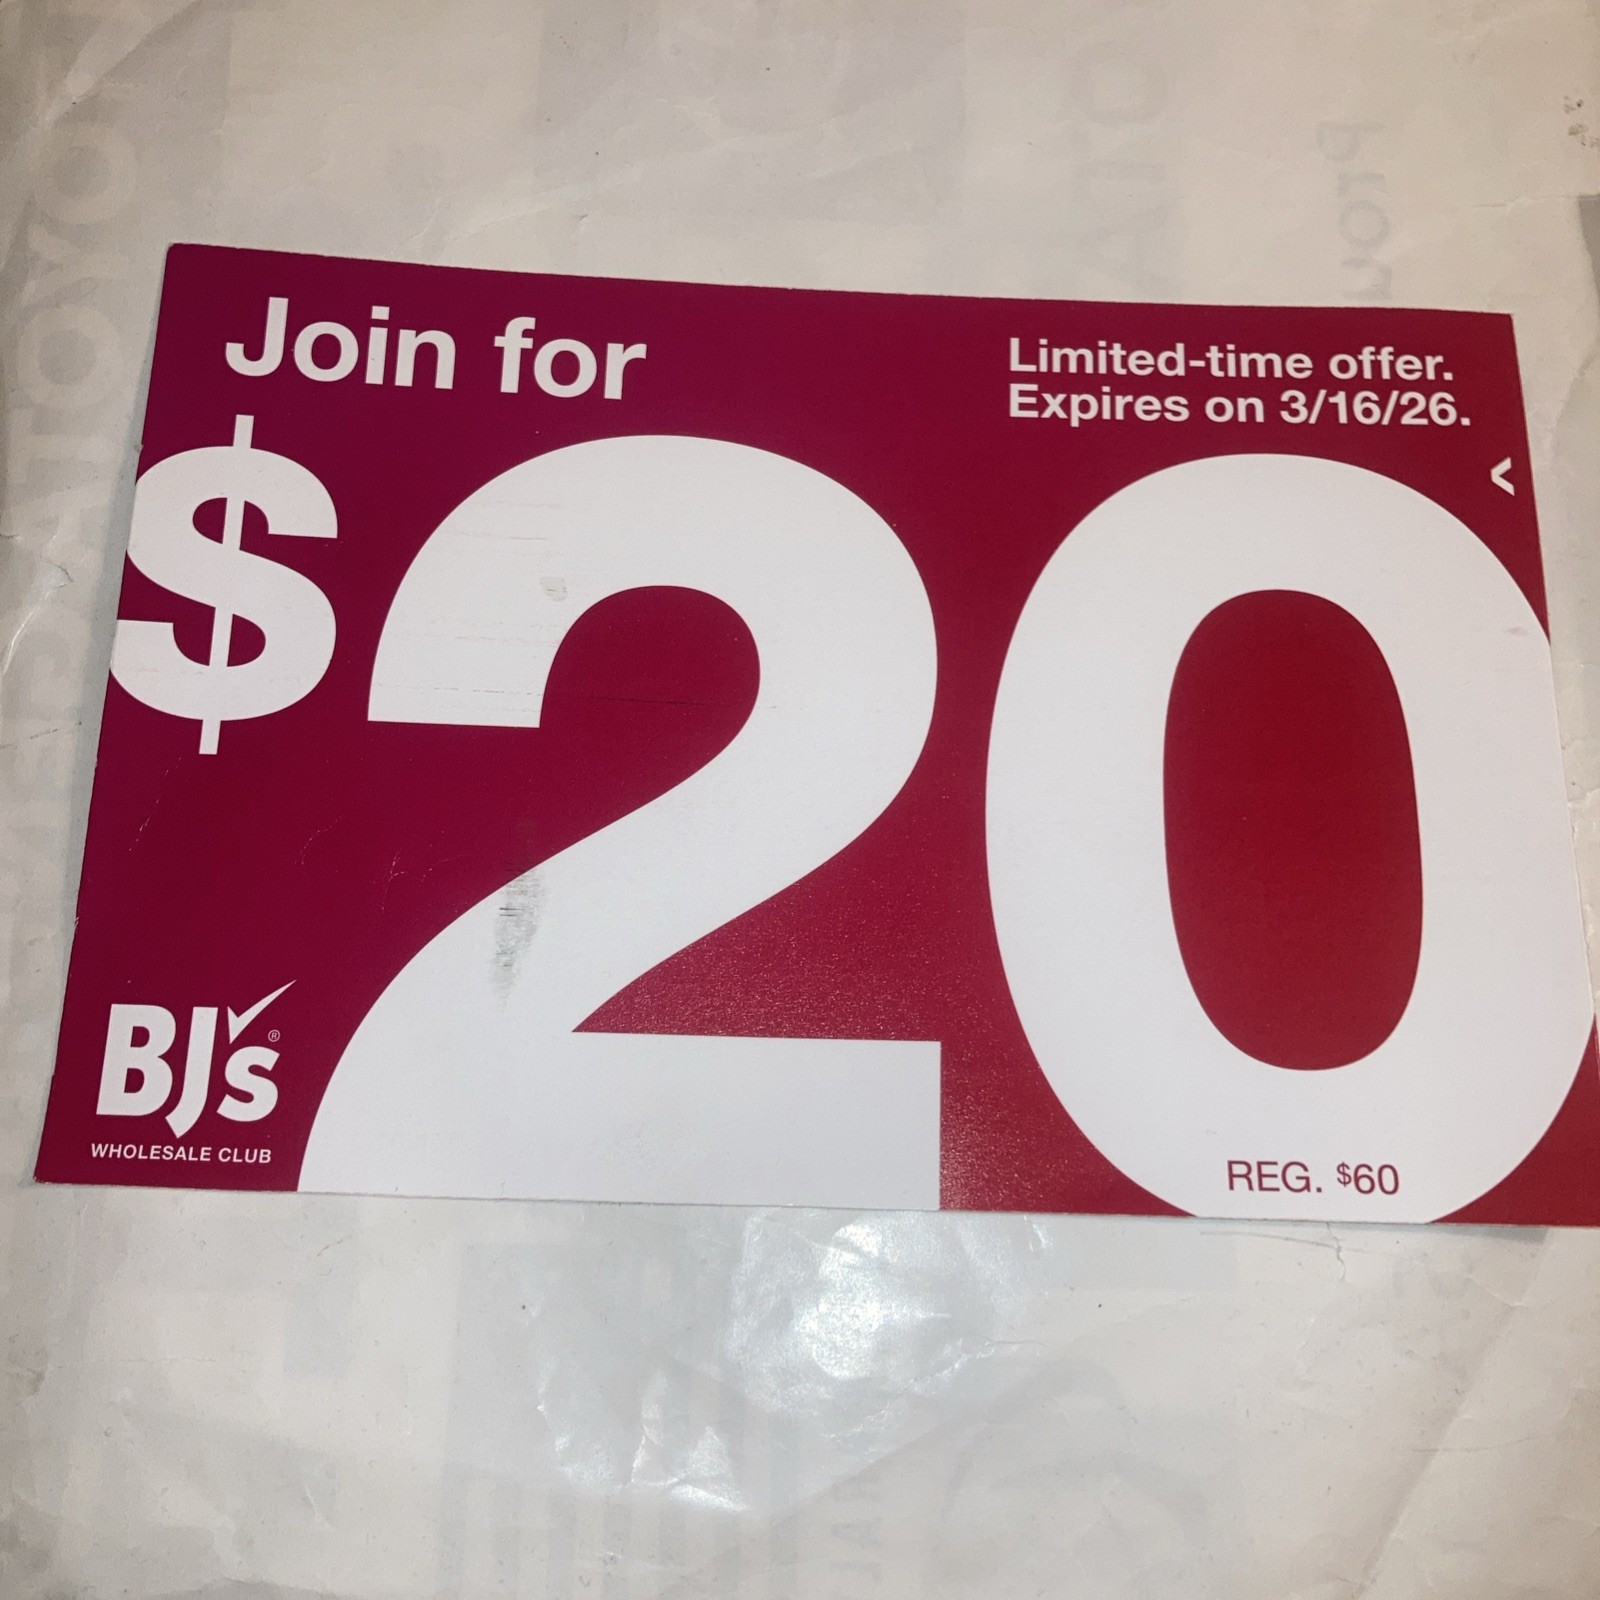 Join for
$20
Limited-time offer.
Expires on 3/16/26.
<
BJ's®
WHOLESALE CLUB
REG. $60